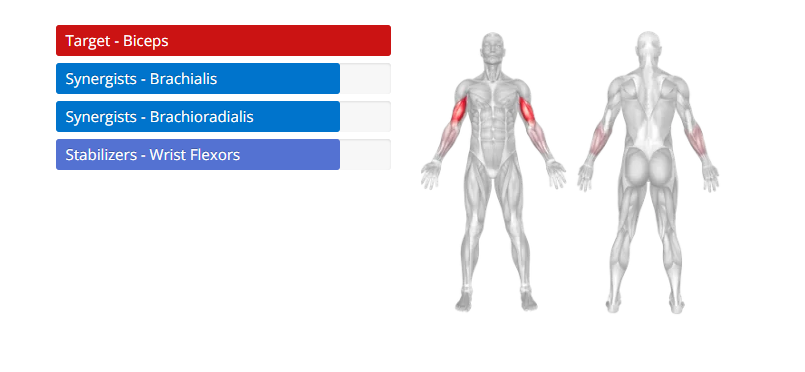 Target - Biceps
Synergists - Brachialis
Synergists - Brachioradialis
Stabilizers - Wrist Flexors